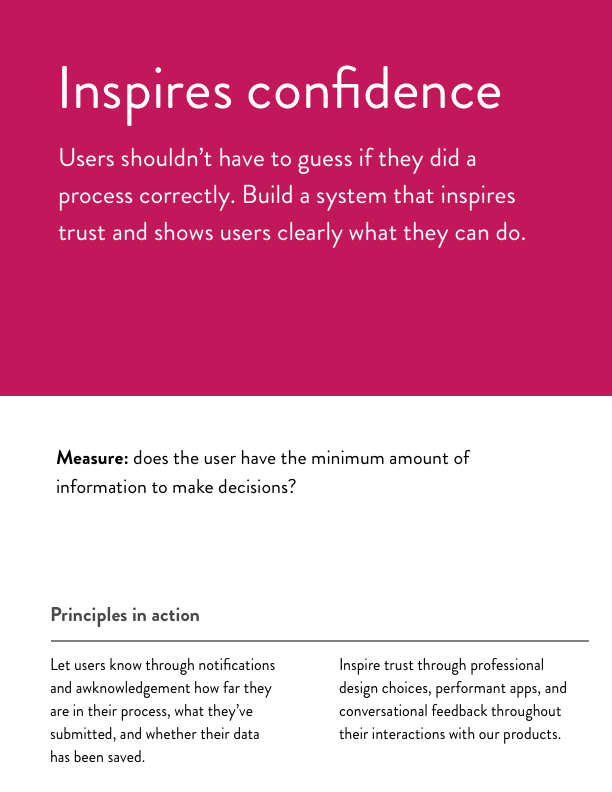 Inspires confidence
Users shouldn't have to guess if they did a
process correctly. Build a system that inspires
trust and shows users clearly what they can do.
Measure: does the user have the minimum amount of
information to make decisions?
Principles in action
Let users know through notifications
and awknowledgement how far they
are in their process, what they've
submitted, and whether their data
has been saved.
Inspire trust through professional
design choices, performant apps, and
conversational feedback throughout
their interactions with our products.